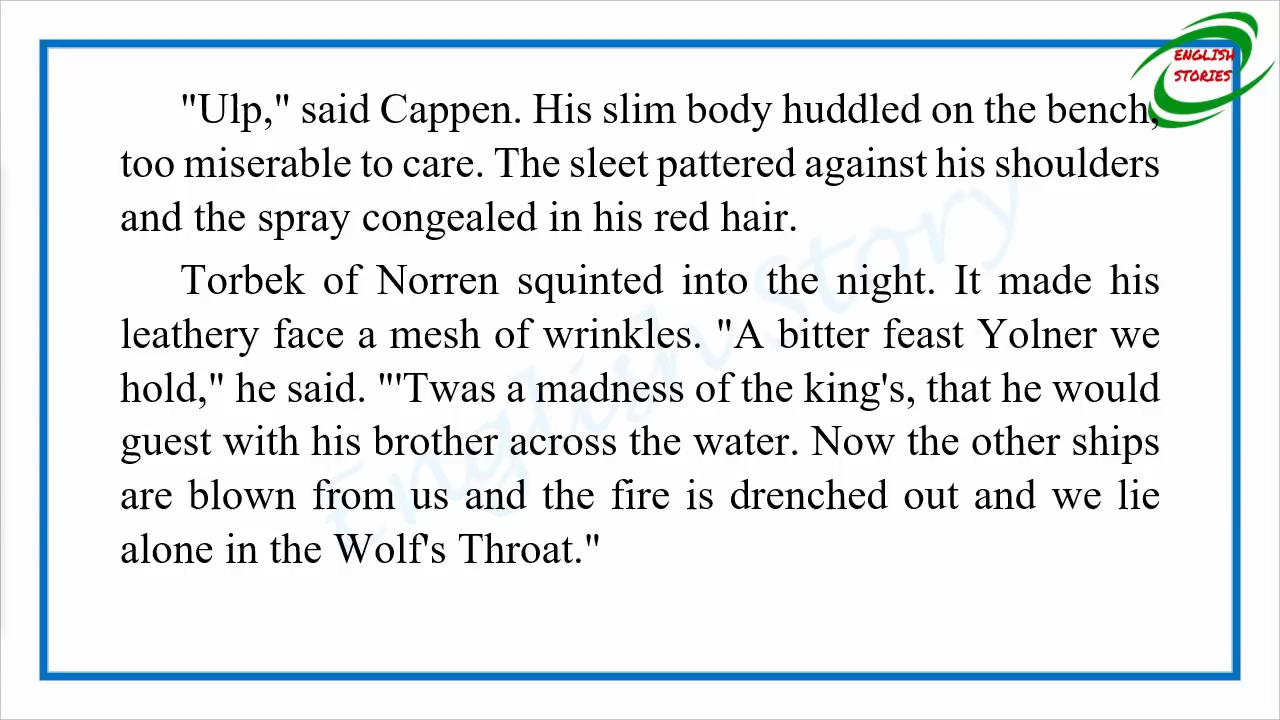 ENGLISH
STORIES
"Ulp," said Cappen. His slim body huddled on the bench,
too miserable to care. The sleet pattered against his shoulders
and the spray congealed in his red hair.
Torbek of Norren squinted into the night. It made his
leathery face a mesh of wrinkles. "A bitter feast Yolner we
hold," he said. "'Twas a madness of the king's, that he would
guest with his brother across the water. Now the other ships
are blown from us and the fire is drenched out and we lie
alone in the Wolf's Throat."
English Story